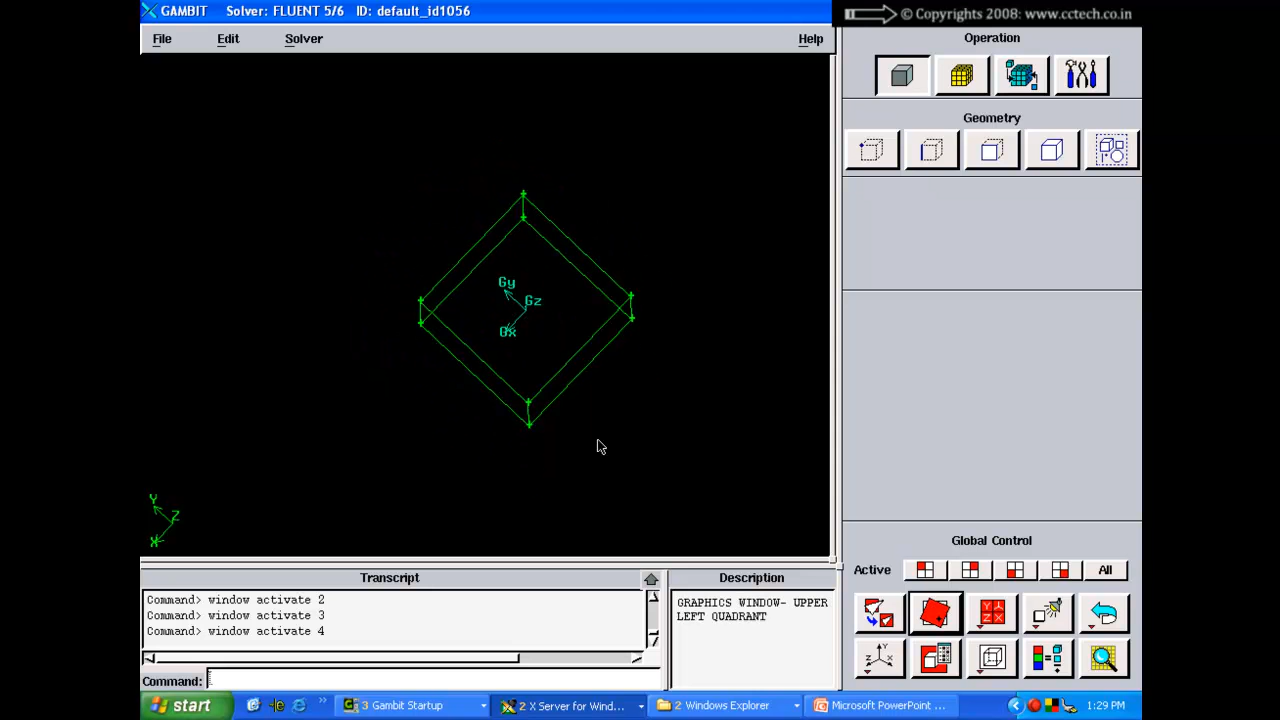 GAMBIT Solver: FLUENT 5/6 ID: default_id1056
© Copyrights 2008: www.cctech.co.in
File Edit Solver Help
Operation
Geometry
Gy
Gz
Gx
Y
Z
X
Global Control
Active All
Transcript
Description
Command> window activate 2
Command> window activate 3
Command> window activate 4
GRAPHICS WINDOW- UPPER
LEFT QUADRANT
Command:
start
3 Gambit Startup
2 X Server for Wind...
2 Windows Explorer
Microsoft PowerPoint ...
1:29 PM